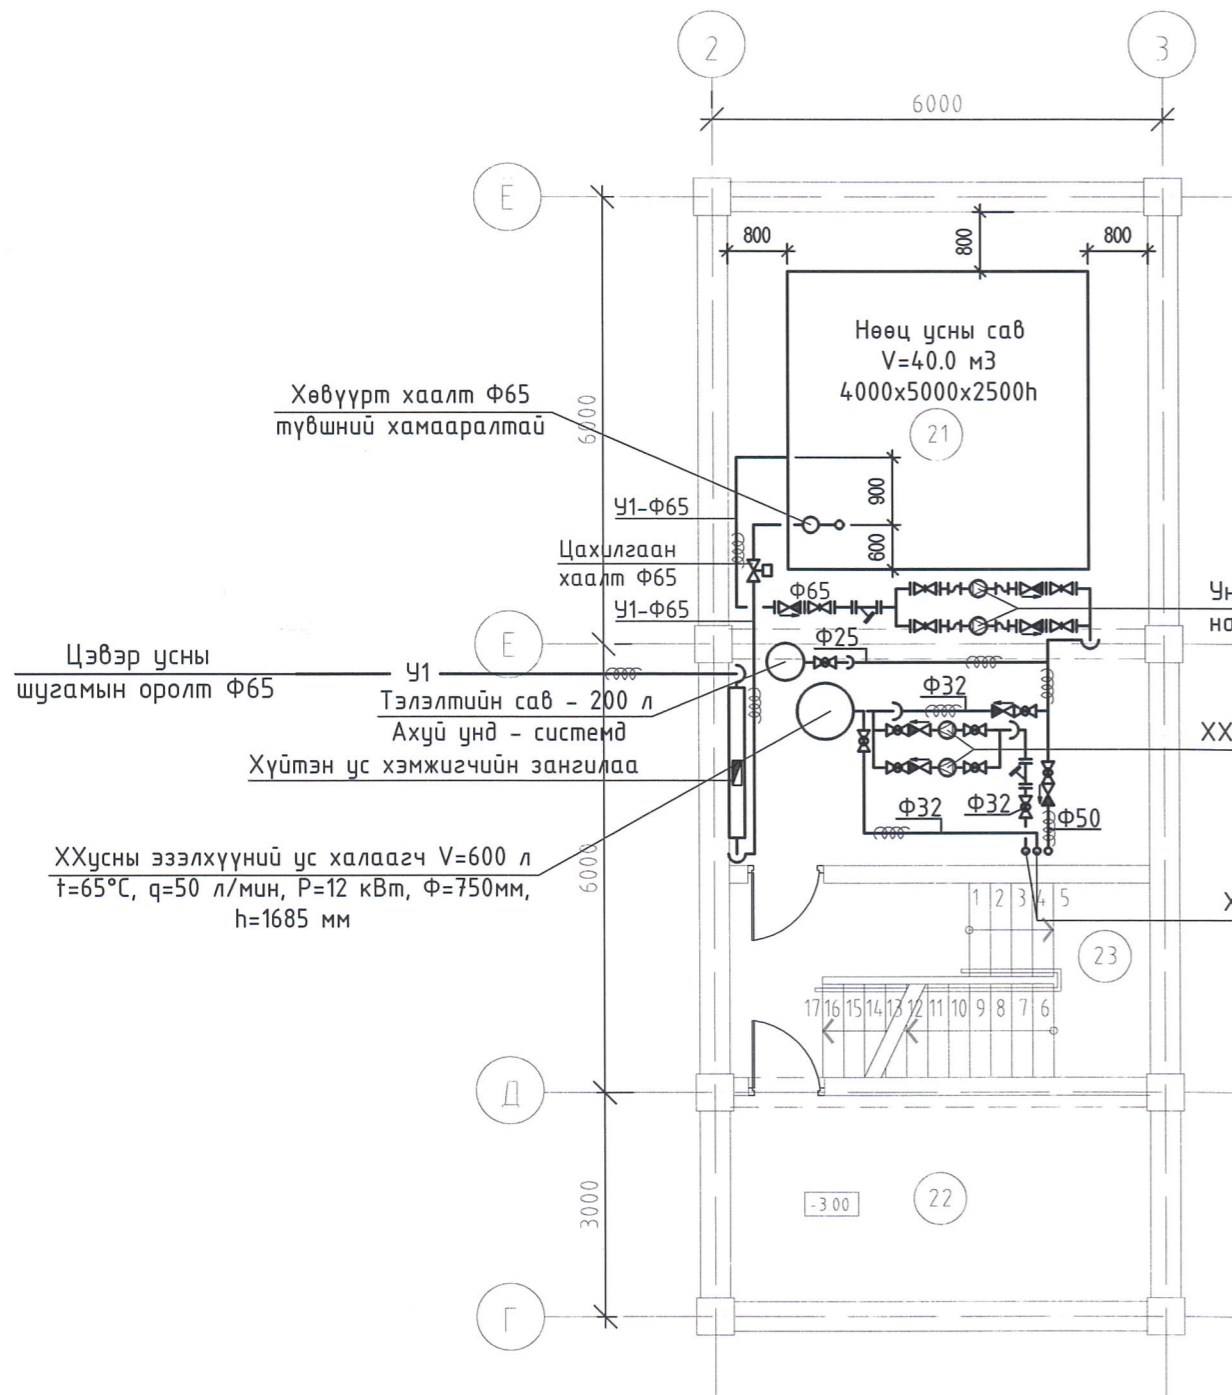 2
3
6000
Ё
800
800
800
Нөөц усны сав
V=40.0 м3
4000x5000x2500h
21
Хөвүүрт хаалт Ф65
түвшний хамааралтай
6000
900
600
У1-Ф65
Цахилгаан
хаалт Ф65
У1-Ф65
Ф65
Е
Цэвэр усны
шугамын оролт Ф65
У1
Ф25
Тэлэлтийн сав - 200 л
Ахуй унд - системд
Ф32
ХХ
Хүйтэн ус хэмжигчийн зангилаа
Ф32
Ф32
Ф50
ХХусны эзэлхүүний ус халаагч V=600 л
t=65°C, q=50 л/мин, P=12 кВт, Ф=750мм,
h=1685 мм
6000
1 2 3 4 5
23
17 16 15 14 13 12 11 10 9 8 7 6
Д
3000
-3 00
22
Г